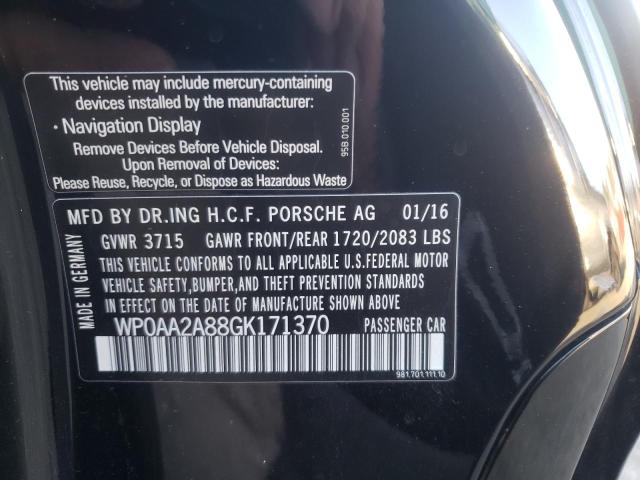 This vehicle may include mercury-containing
devices installed by the manufacturer:
• Navigation Display
Remove Devices Before Vehicle Disposal.
Upon Removal of Devices:
Please Reuse, Recycle, or Dispose as Hazardous Waste
95B.010.001
MFD BY DR.ING H.C.F. PORSCHE AG 01/16
GVWR 3715 GAWR FRONT/REAR 1720/2083 LBS
THIS VEHICLE CONFORMS TO ALL APPLICABLE U.S.FEDERAL MOTOR
VEHICLE SAFETY,BUMPER,AND THEFT PREVENTION STANDARDS
IN EFFECT ON THE DATE OF MANUFACTURE SHOWN ABOVE.
WP0AA2A88GK171370 PASSENGER CAR
MADE IN GERMANY
981.701.111.10